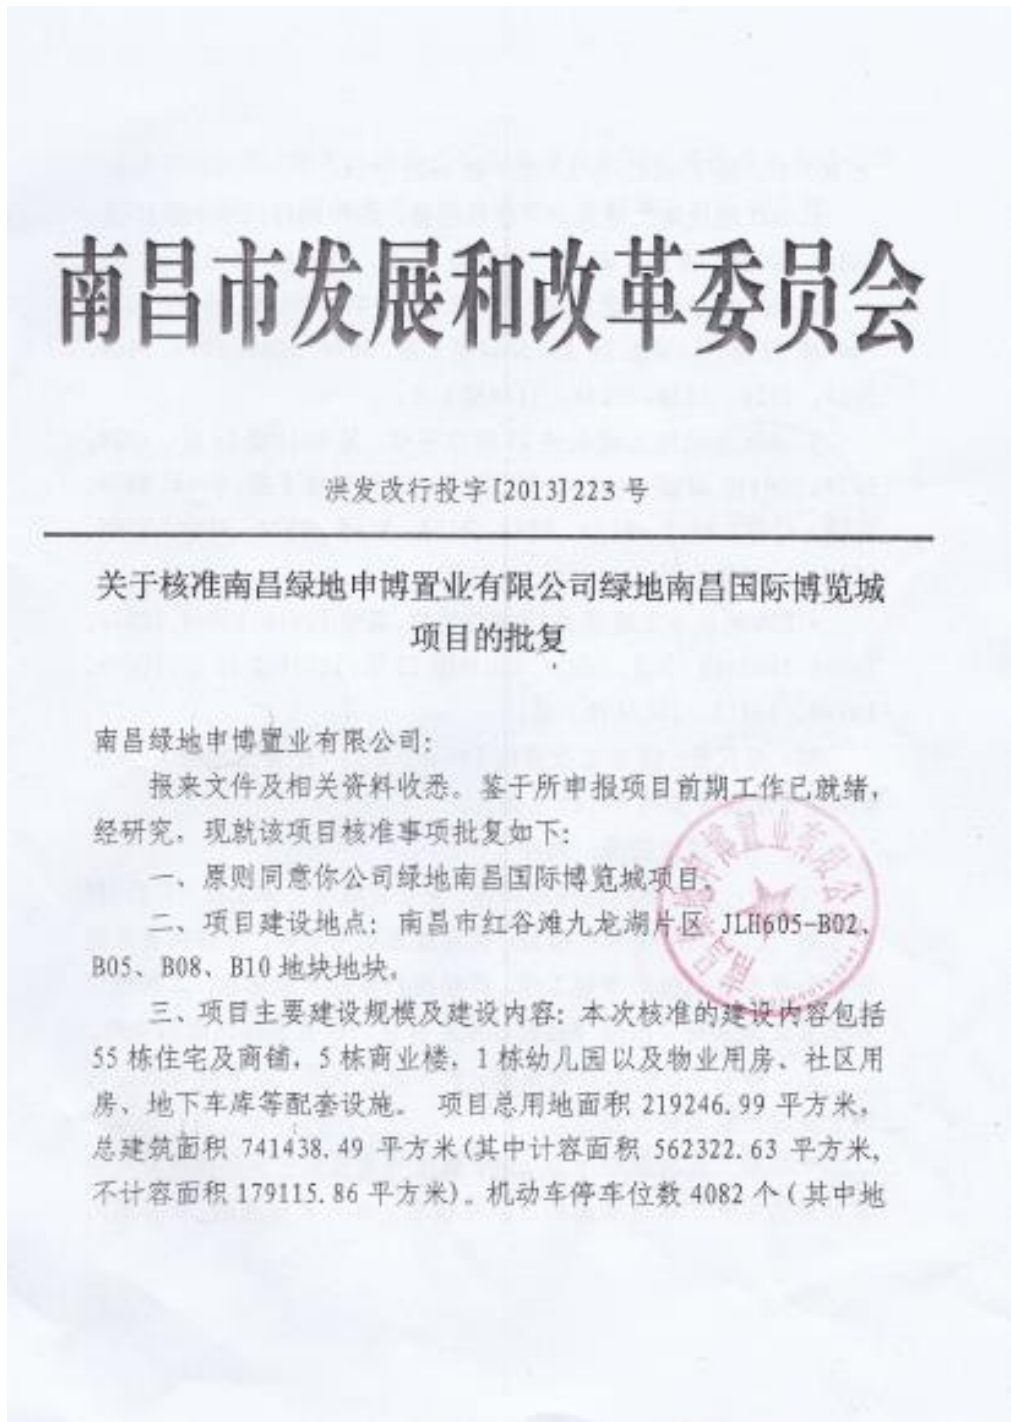 南昌市发展和改革委员会
洪发改行投字[2013]223号
关于核准南昌绿地申博置业有限公司绿地南昌国际博览城
项目的批复
南昌绿地申博置业有限公司:
报来文件及相关资料收悉。鉴于所申报项目前期工作已就绪,
经研究,现就该项目核准事项批复如下:
一、原则同意你公司绿地南昌国际博览城项目。
二、项目建设地点:南昌市红谷滩九龙湖片区 JLH605-B02、
B05、B08、B10地块地块。
三、项目主要建设规模及建设内容:本次核准的建设内容包括
55栋住宅及商铺,5栋商业楼,1栋幼儿园以及物业用房、社区用
房、地下车库等配套设施。 项目总用地面积219246.99平方米,
总建筑面积741438.49平方米(其中计容面积562322.63平方米,
不计容面积179115.86平方米)。机动车停车位数4082个(其中地